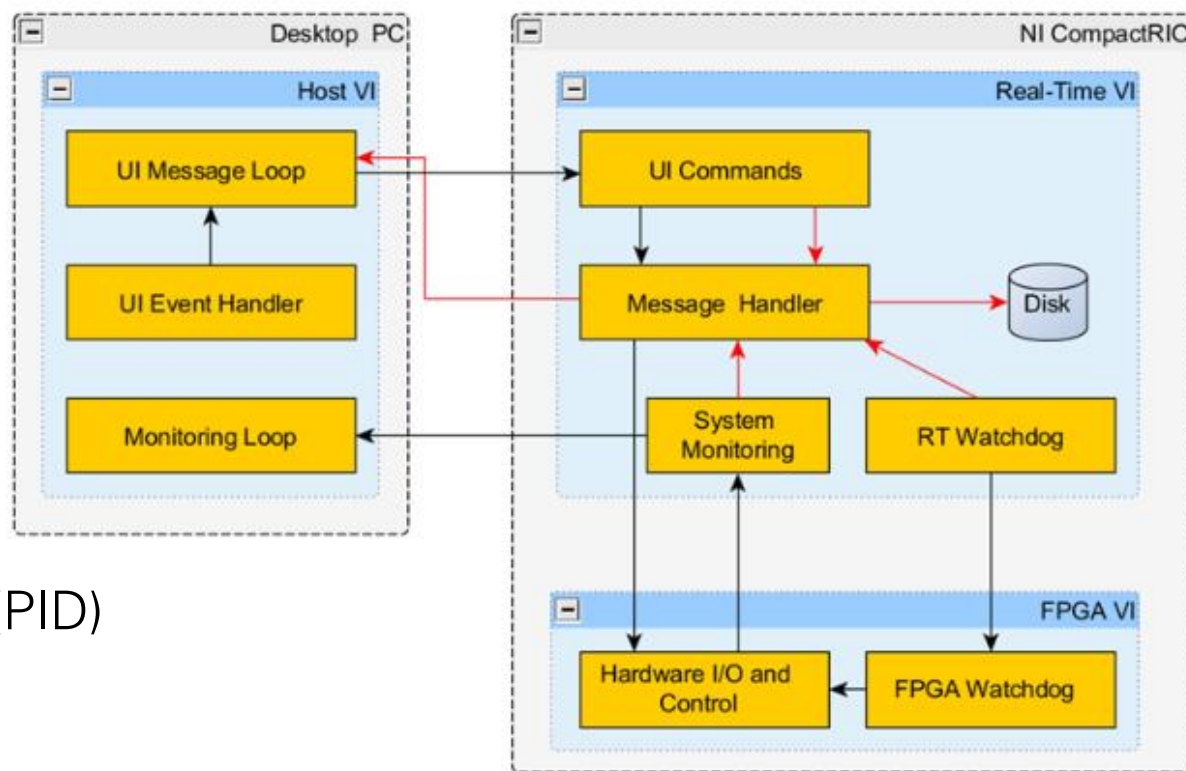 Desktop PC
Host VI
UI Message Loop
UI Event Handler
Monitoring Loop
NI CompactRIO
Real-Time VI
UI Commands
Message Handler
Disk
System
Monitoring
RT Watchdog
PID)
FPGA VI
Hardware I/O and
Control
FPGA Watchdog